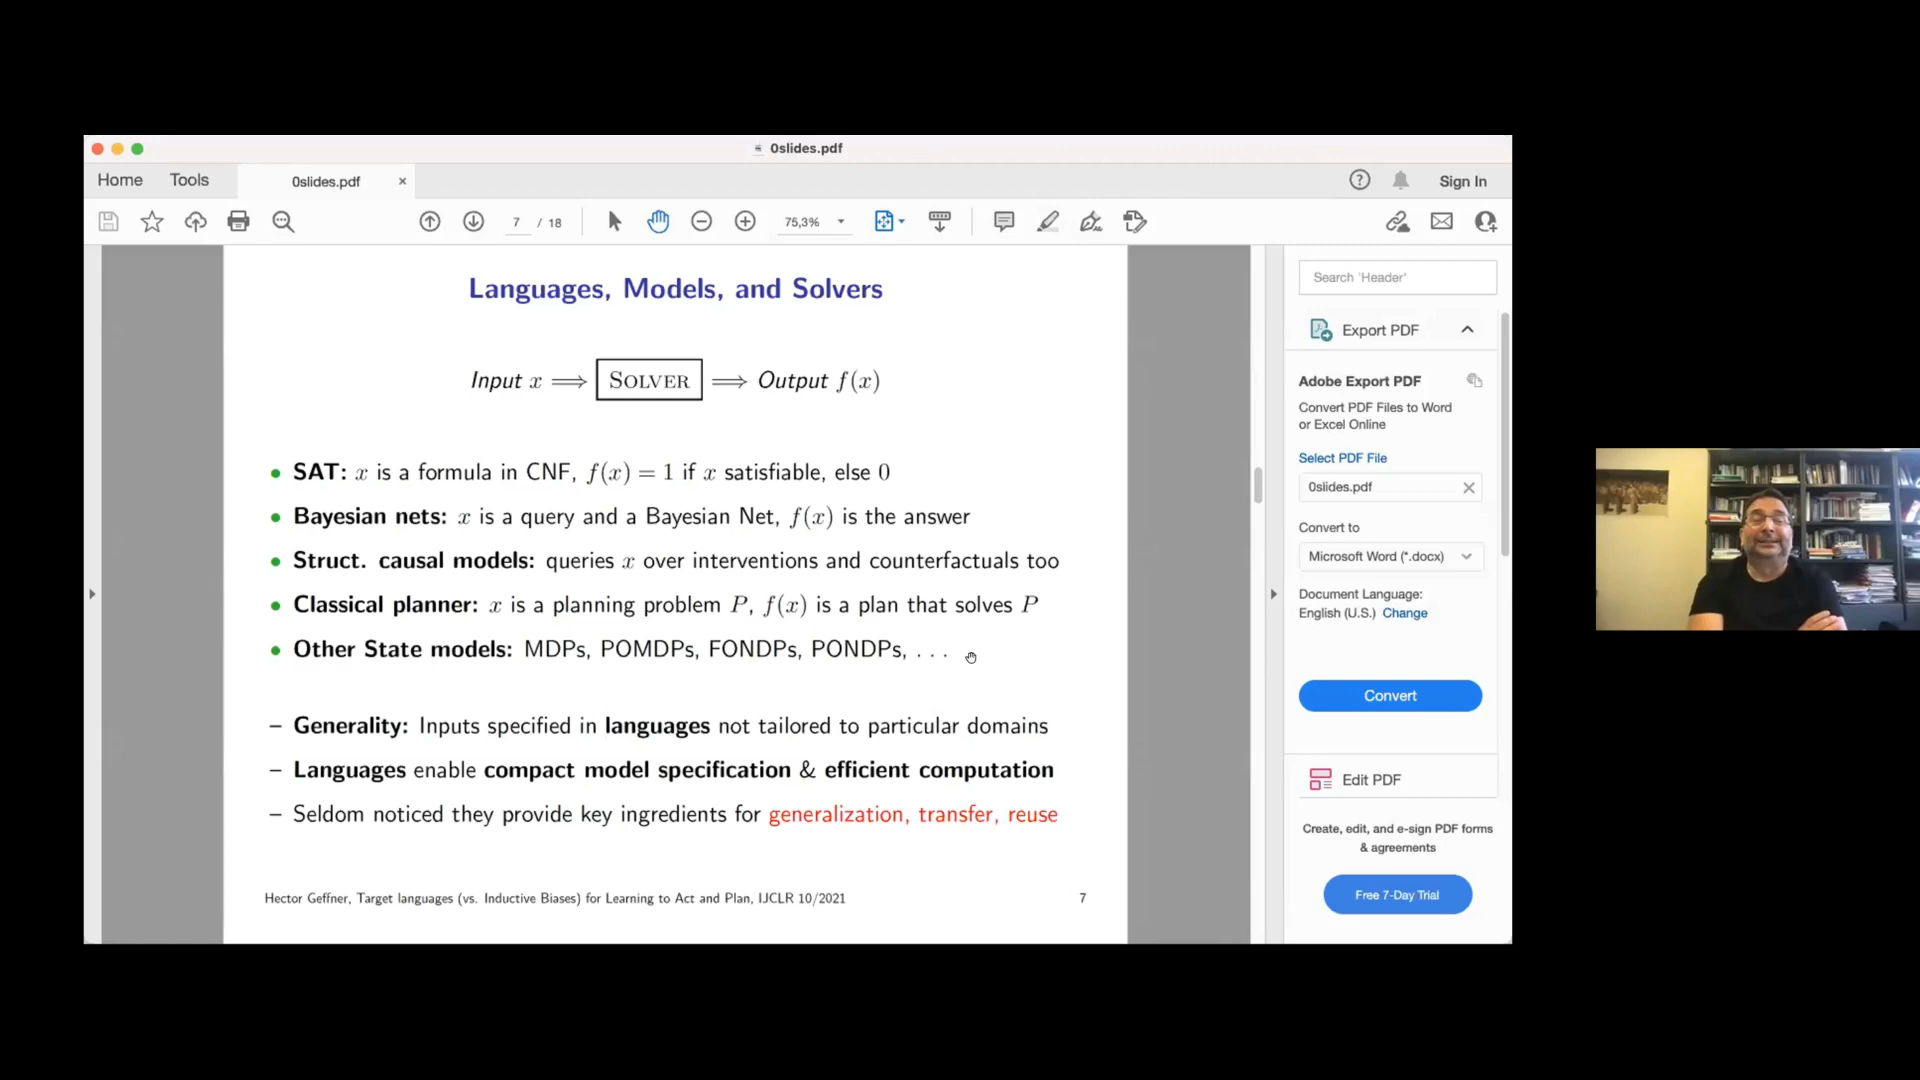 0slides.pdf
Home Tools 0slides.pdf × Sign In
7 / 18 75,3%
Languages, Models, and Solvers
Input x ⟹ SOLVER ⟹ Output f(x)
• SAT: x is a formula in CNF, f(x) = 1 if x satisfiable, else 0
• Bayesian nets: x is a query and a Bayesian Net, f(x) is the answer
• Struct. causal models: queries x over interventions and counterfactuals too
• Classical planner: x is a planning problem P, f(x) is a plan that solves P
• Other State models: MDPs, POMDPs, FONDPs, PONDPs, . . .
– Generality: Inputs specified in languages not tailored to particular domains
– Languages enable compact model specification & efficient computation
– Seldom noticed they provide key ingredients for generalization, transfer, reuse
Hector Geffner, Target languages (vs. Inductive Biases) for Learning to Act and Plan, IJCLR 10/2021 7
Search 'Header'
Export PDF
Adobe Export PDF
Convert PDF Files to Word
or Excel Online
Select PDF File
0slides.pdf
Convert to
Microsoft Word (*.docx)
Document Language:
English (U.S.) Change
Convert
Edit PDF
Create, edit, and e-sign PDF forms
& agreements
Free 7-Day Trial